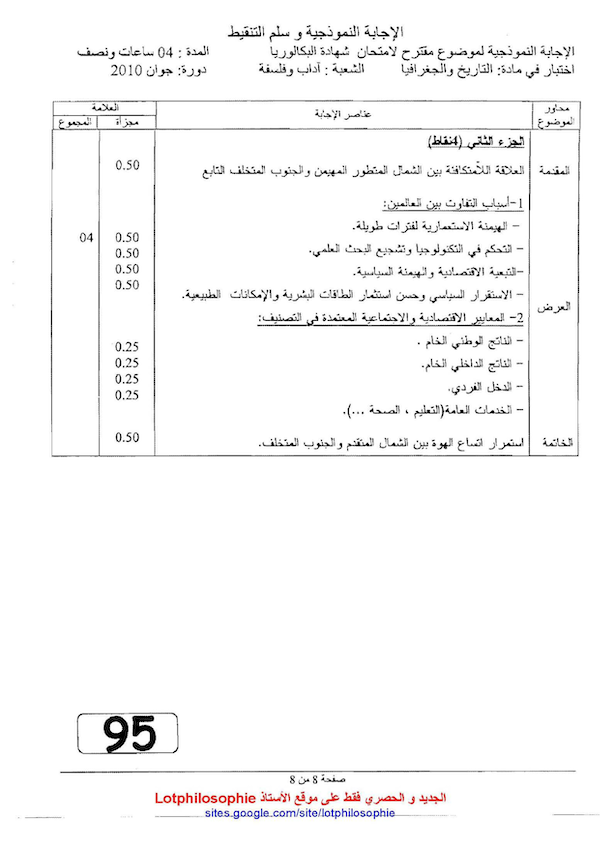 الإجابة النموذجية و سلم التنقيط
الإجابة النموذجية لموضوع مقترح لامتحان شهادة البكالوريا المدة : 04 ساعات ونصف
اختبار في مادة: التاريخ والجغرافيا الشعبة : آداب وفلسفة دورة: جوان 2010
محاور الموضوع عناصر الإجابة العلامة
مجزأة المجموع
الجزء الثاني (4نقاط)
المقدمة العلاقة اللاّمتكافئة بين الشمال المتطور المهيمن والجنوب المتخلف التابع 0.50
1-أسباب التفاوت بين العالمين:
- الهيمنة الاستعمارية لفترات طويلة. 0.50 04
- التحكم في التكنولوجيا وتشجيع البحث العلمي. 0.50
-التبعية الاقتصادية والهيمنة السياسية. 0.50
العرض - الاستقرار السياسي وحسن استثمار الطاقات البشرية والإمكانات الطبيعية. 0.50
2- المعايير الاقتصادية والاجتماعية المعتمدة في التصنيف:
- الناتج الوطني الخام . 0.25
- الناتج الداخلي الخام. 0.25
- الدخل الفردي. 0.25
- الخدمات العامة(التعليم ، الصحة ...). 0.25
الخاتمة استمرار اتساع الهوة بين الشمال المتقدم والجنوب المتخلف. 0.50
95
صفحة 8 من 8
الجديد و الحصري فقط على موقع الأستاذ Lotphilosophie
sites.google.com/site/lotphilosophie